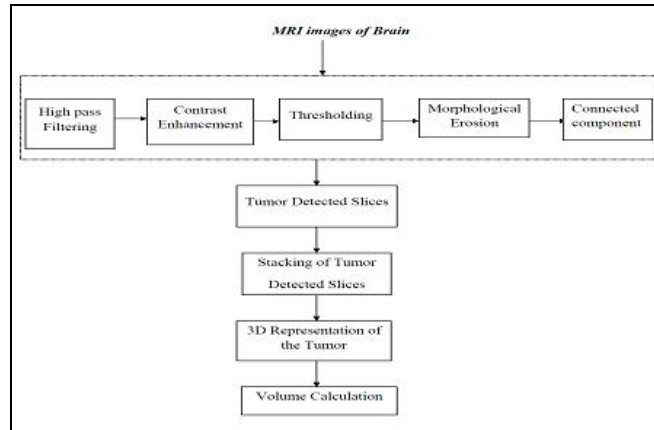 MRI images of Brain
High pass
Filtering
Contrast
Enhancement
Thresholding
Morphological
Erosion
Connected
component
Tumor Detected Slices
Stacking of Tumor
Detected Slices
3D Representation of
the Tumor
Volume Calculation